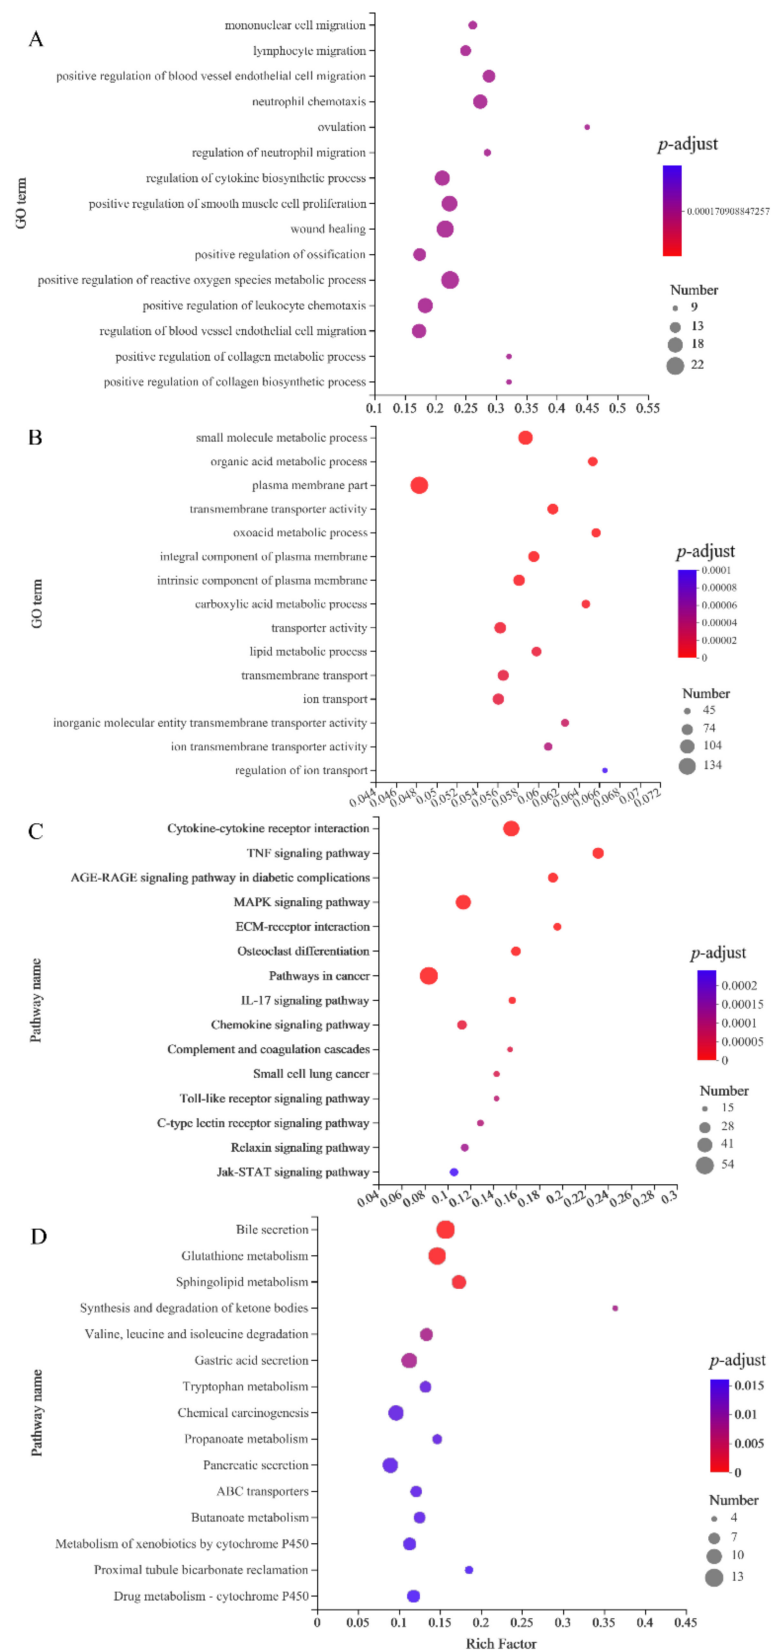 A
mononuclear cell migration
lymphocyte migration
positive regulation of blood vessel endothelial cell migration
neutrophil chemotaxis
ovulation
regulation of neutrophil migration
regulation of cytokine biosynthetic process
positive regulation of smooth muscle cell proliferation
wound healing
positive regulation of ossification
positive regulation of reactive oxygen species metabolic process
positive regulation of leukocyte chemotaxis
regulation of blood vessel endothelial cell migration
positive regulation of collagen metabolic process
positive regulation of collagen biosynthetic process
GO term
0.1 0.15 0.2 0.25 0.3 0.35 0.4 0.45 0.5 0.55
p-adjust
0.000170908847257
Number
9
13
18
22
B
small molecule metabolic process
organic acid metabolic process
plasma membrane part
transmembrane transporter activity
oxoacid metabolic process
integral component of plasma membrane
intrinsic component of plasma membrane
carboxylic acid metabolic process
transporter activity
lipid metabolic process
transmembrane transport
ion transport
inorganic molecular entity transmembrane transporter activity
ion transmembrane transporter activity
regulation of ion transport
GO term
0.044 0.046 0.048 0.05 0.052 0.054 0.056 0.058 0.06 0.062 0.064 0.066 0.068 0.07 0.072
p-adjust
0.0001
0.00008
0.00006
0.00004
0.00002
0
Number
45
74
104
134
C
Cytokine-cytokine receptor interaction
TNF signaling pathway
AGE-RAGE signaling pathway in diabetic complications
MAPK signaling pathway
ECM-receptor interaction
Osteoclast differentiation
Pathways in cancer
IL-17 signaling pathway
Chemokine signaling pathway
Complement and coagulation cascades
Small cell lung cancer
Toll-like receptor signaling pathway
C-type lectin receptor signaling pathway
Relaxin signaling pathway
Jak-STAT signaling pathway
Pathway name
0.04 0.06 0.08 0.1 0.12 0.14 0.16 0.18 0.2 0.22 0.24 0.26 0.28 0.3
p-adjust
0.0002
0.00015
0.0001
0.00005
0
Number
15
28
41
54
D
Bile secretion
Glutathione metabolism
Sphingolipid metabolism
Synthesis and degradation of ketone bodies
Valine, leucine and isoleucine degradation
Gastric acid secretion
Tryptophan metabolism
Chemical carcinogenesis
Propanoate metabolism
Pancreatic secretion
ABC transporters
Butanoate metabolism
Metabolism of xenobiotics by cytochrome P450
Proximal tubule bicarbonate reclamation
Drug metabolism - cytochrome P450
Pathway name
0 0.05 0.1 0.15 0.2 0.25 0.3 0.35 0.4 0.45
Rich Factor
p-adjust
0.015
0.01
0.005
0
Number
4
7
10
13